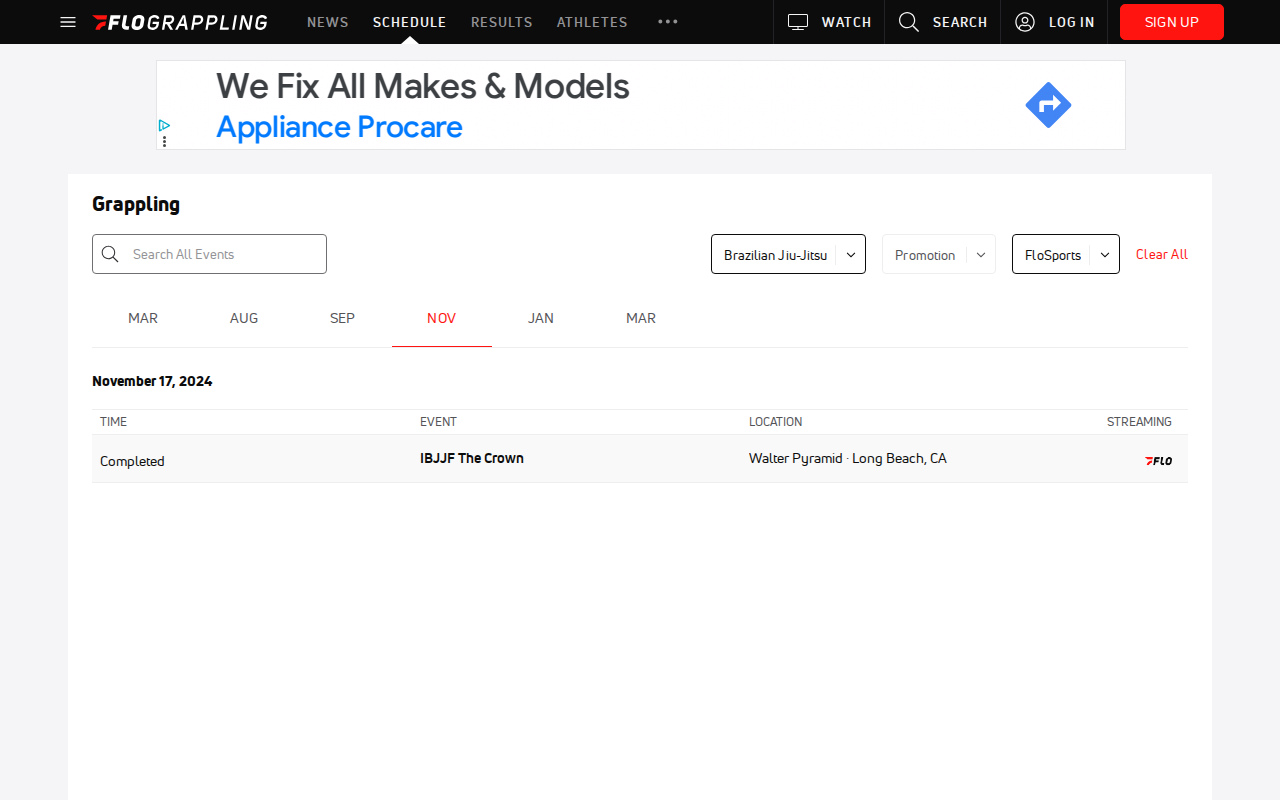 FLOGRAPPLING NEWS SCHEDULE RESULTS ATHLETES WATCH SEARCH LOG IN SIGN UP
We Fix All Makes & Models
Appliance Procare
Grappling
Search All Events Brazilian Jiu-Jitsu Promotion FloSports Clear All
MAR AUG SEP NOV JAN MAR
November 17, 2024
TIME EVENT LOCATION STREAMING
Completed IBJJF The Crown Walter Pyramid · Long Beach, CA FLO